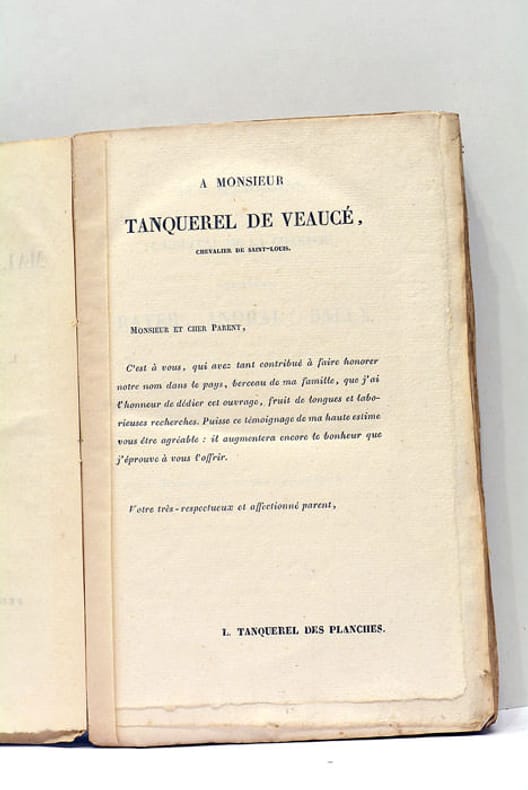 A MONSIEUR
TANQUEREL DE VEAUCÉ,
CHEVALIER DE SAINT-LOUIS.
MONSIEUR ET CHER PARENT,
C'est à vous, qui avez tant contribué à faire honorer
notre nom dans le pays, berceau de ma famille, que j'ai
l'honneur de dédier cet ouvrage, fruit de longues et labo-
rieuses recherches. Puisse ce témoignage de ma haute estime
vous être agréable : il augmentera encore le bonheur que
j'éprouve à vous l'offrir.
Votre très-respectueux et affectionné parent,
L. TANQUEREL DES PLANCHES.